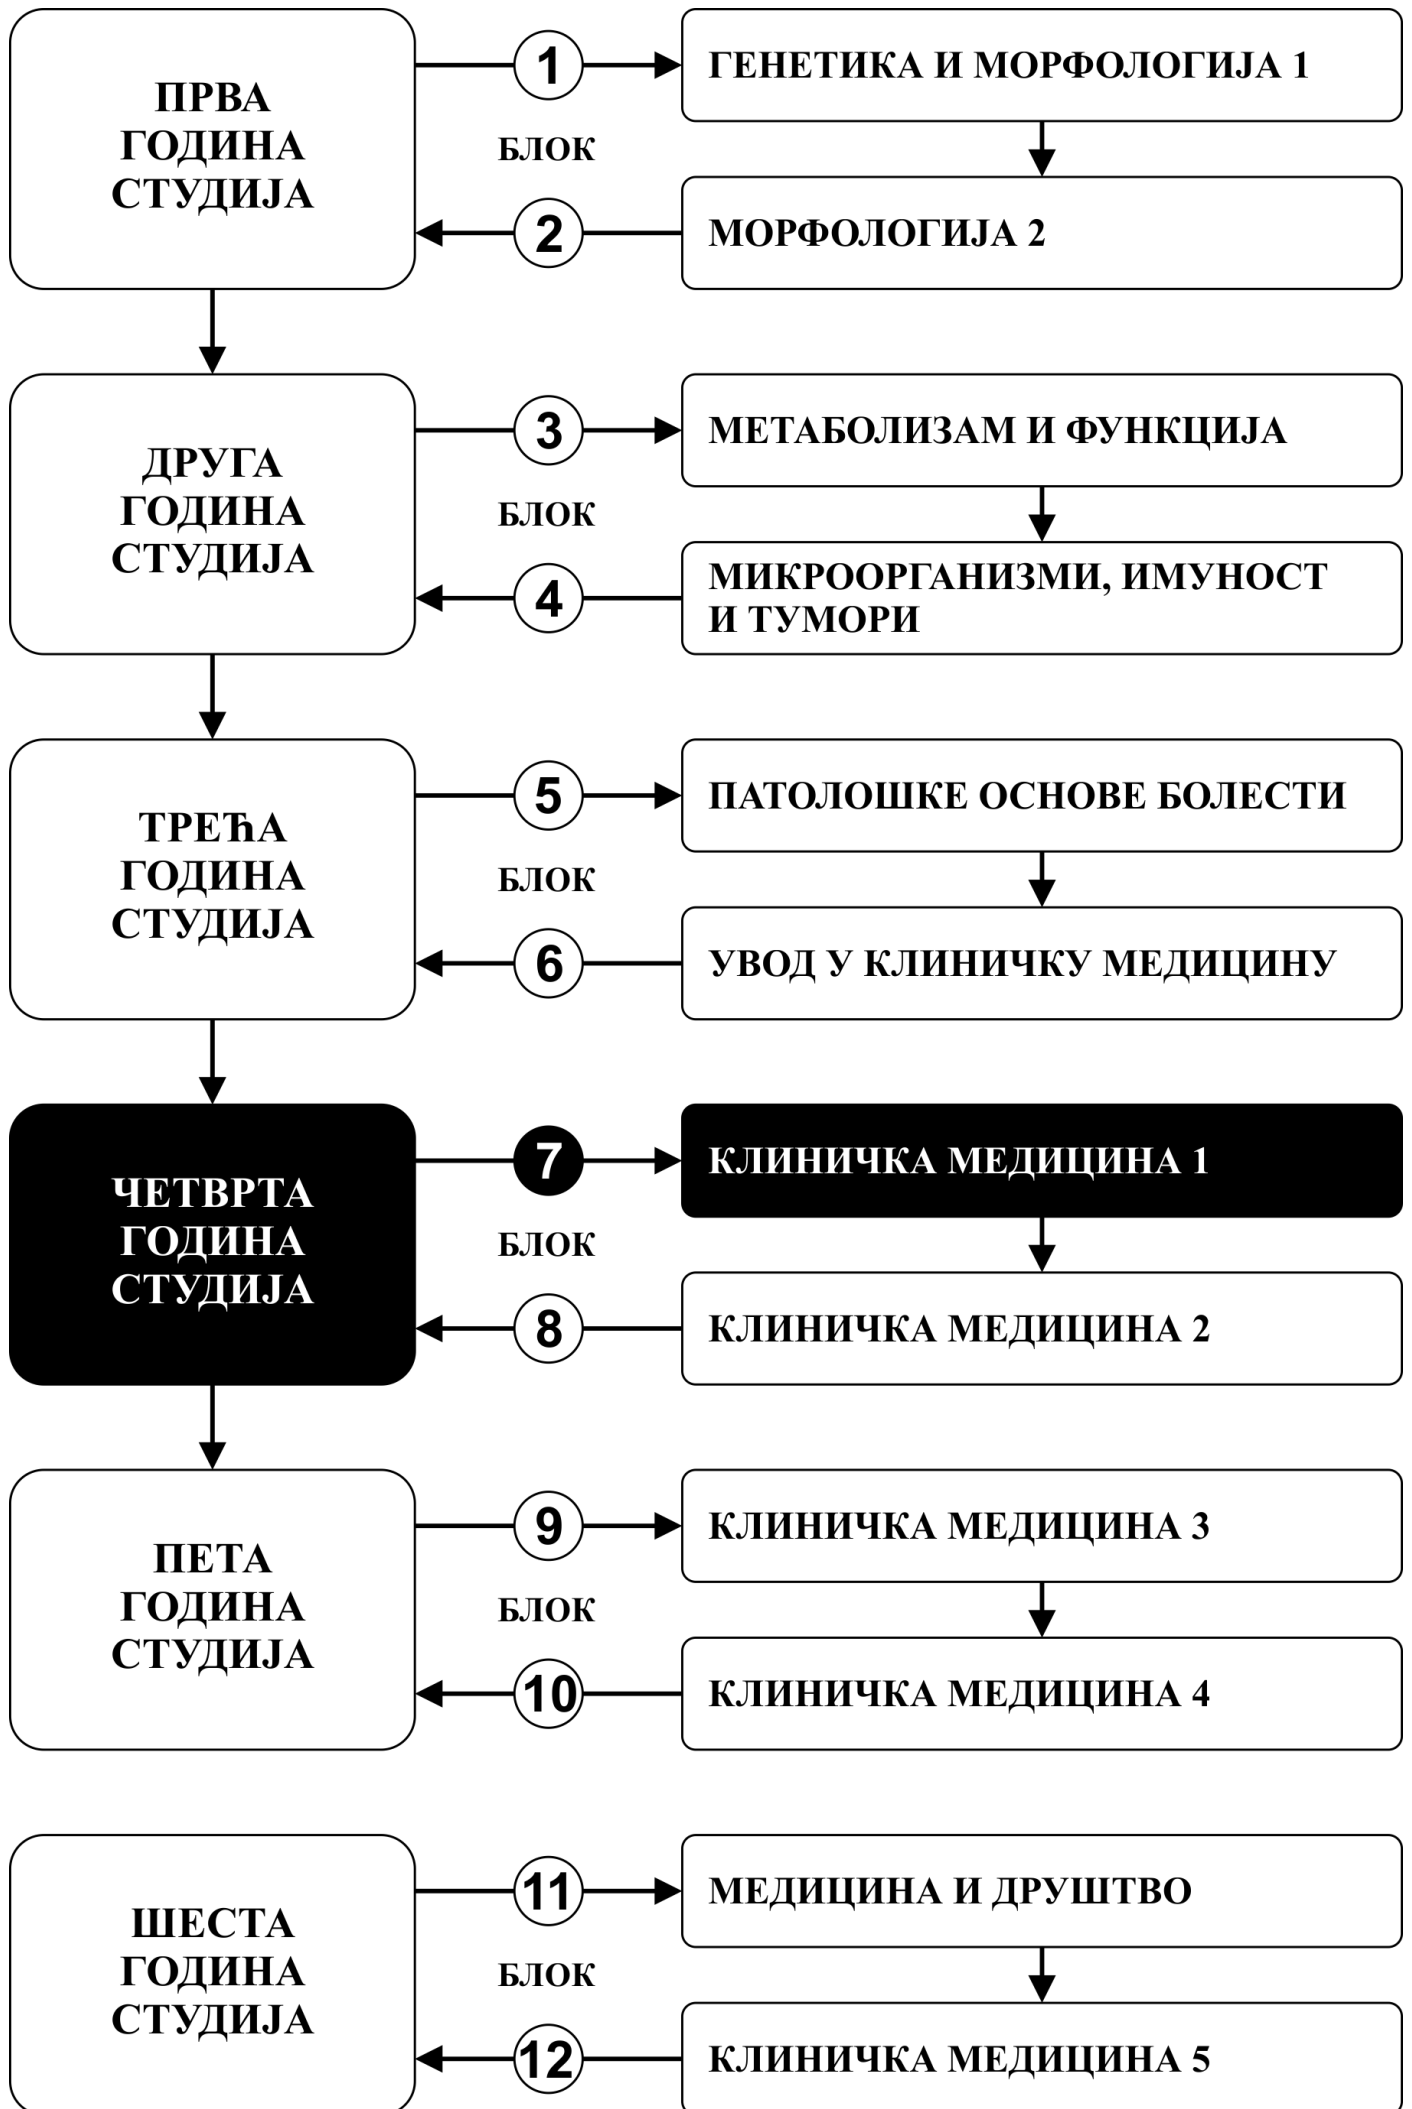 ПРВА
ГОДИНА
СТУДИЈА
1
БЛОК
2
ГЕНЕТИКА И МОРФОЛОГИЈА 1
МОРФОЛОГИЈА 2
ДРУГА
ГОДИНА
СТУДИЈА
3
БЛОК
4
МЕТАБОЛИЗАМ И ФУНКЦИЈА
МИКРООРГАНИЗМИ, ИМУНОСТ
И ТУМОРИ
ТРЕЋА
ГОДИНА
СТУДИЈА
5
БЛОК
6
ПАТОЛОШКЕ ОСНОВЕ БОЛЕСТИ
УВОД У КЛИНИЧКУ МЕДИЦИНУ
ЧЕТВРТА
ГОДИНА
СТУДИЈА
7
БЛОК
8
КЛИНИЧКА МЕДИЦИНА 1
КЛИНИЧКА МЕДИЦИНА 2
ПЕТА
ГОДИНА
СТУДИЈА
9
БЛОК
10
КЛИНИЧКА МЕДИЦИНА 3
КЛИНИЧКА МЕДИЦИНА 4
ШЕСТА
ГОДИНА
СТУДИЈА
11
БЛОК
12
МЕДИЦИНА И ДРУШТВО
КЛИНИЧКА МЕДИЦИНА 5